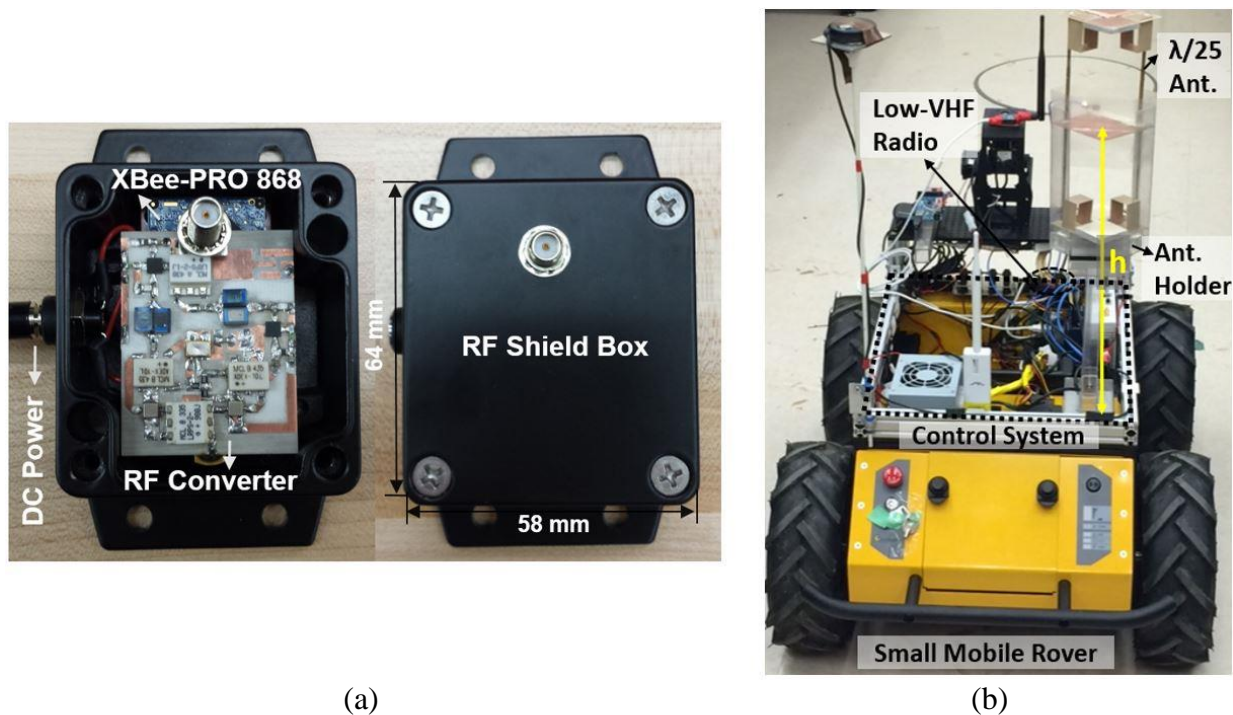 XBee-PRO 868
DC Power
RF Converter
64 mm
RF Shield Box
58 mm
(a)
λ/25
Ant.
Low-VHF
Radio
h
Ant.
Holder
Control System
Small Mobile Rover
(b)